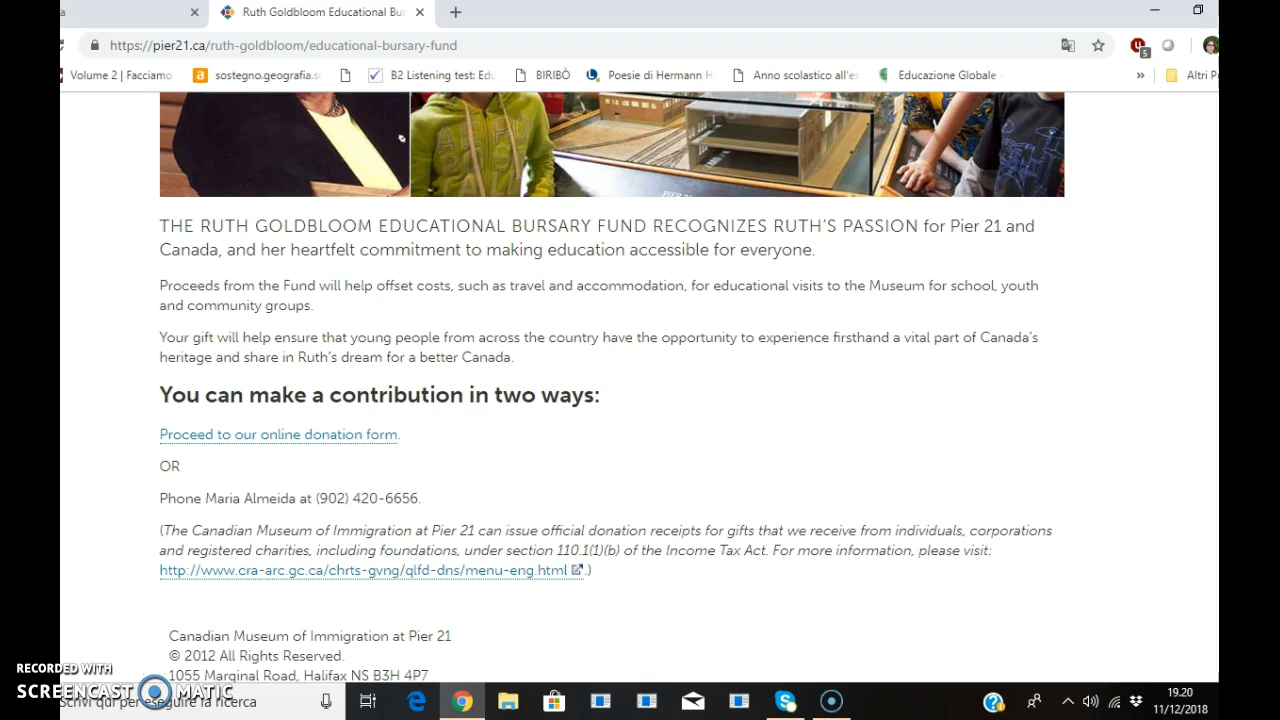 a
Ruth Goldbloom Educational Bur
https://pier21.ca/ruth-goldbloom/educational-bursary-fund
5
Volume 2 | Facciamo
sostegno.geografia.s
B2 Listening test: Edu
BIRIBÒ
Poesie di Hermann H
Anno scolastico all'es
Educazione Globale -
Altri Pr
PIER 21
THE RUTH GOLDBLOOM EDUCATIONAL BURSARY FUND RECOGNIZES RUTH'S PASSION for Pier 21 and
Canada, and her heartfelt commitment to making education accessible for everyone.
Proceeds from the Fund will help offset costs, such as travel and accommodation, for educational visits to the Museum for school, youth
and community groups.
Your gift will help ensure that young people from across the country have the opportunity to experience firsthand a vital part of Canada's
heritage and share in Ruth's dream for a better Canada.
You can make a contribution in two ways:
Proceed to our online donation form.
OR
Phone Maria Almeida at (902) 420-6656.
(The Canadian Museum of Immigration at Pier 21 can issue official donation receipts for gifts that we receive from individuals, corporations
and registered charities, including foundations, under section 110.1(1)(b) of the Income Tax Act. For more information, please visit:
http://www.cra-arc.gc.ca/chrts-gvng/qlfd-dns/menu-eng.html .)
Canadian Museum of Immigration at Pier 21
© 2012 All Rights Reserved.
1055 Marginal Road, Halifax NS B3H 4P7
RECORDED WITH
SCREENCAST MATIC
Scrivi qui per eseguire la ricerca
19.20
11/12/2018